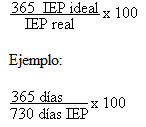 365 IEP ideal x 100
IEP real
Ejemplo:
365 días x 100
730 días IEP